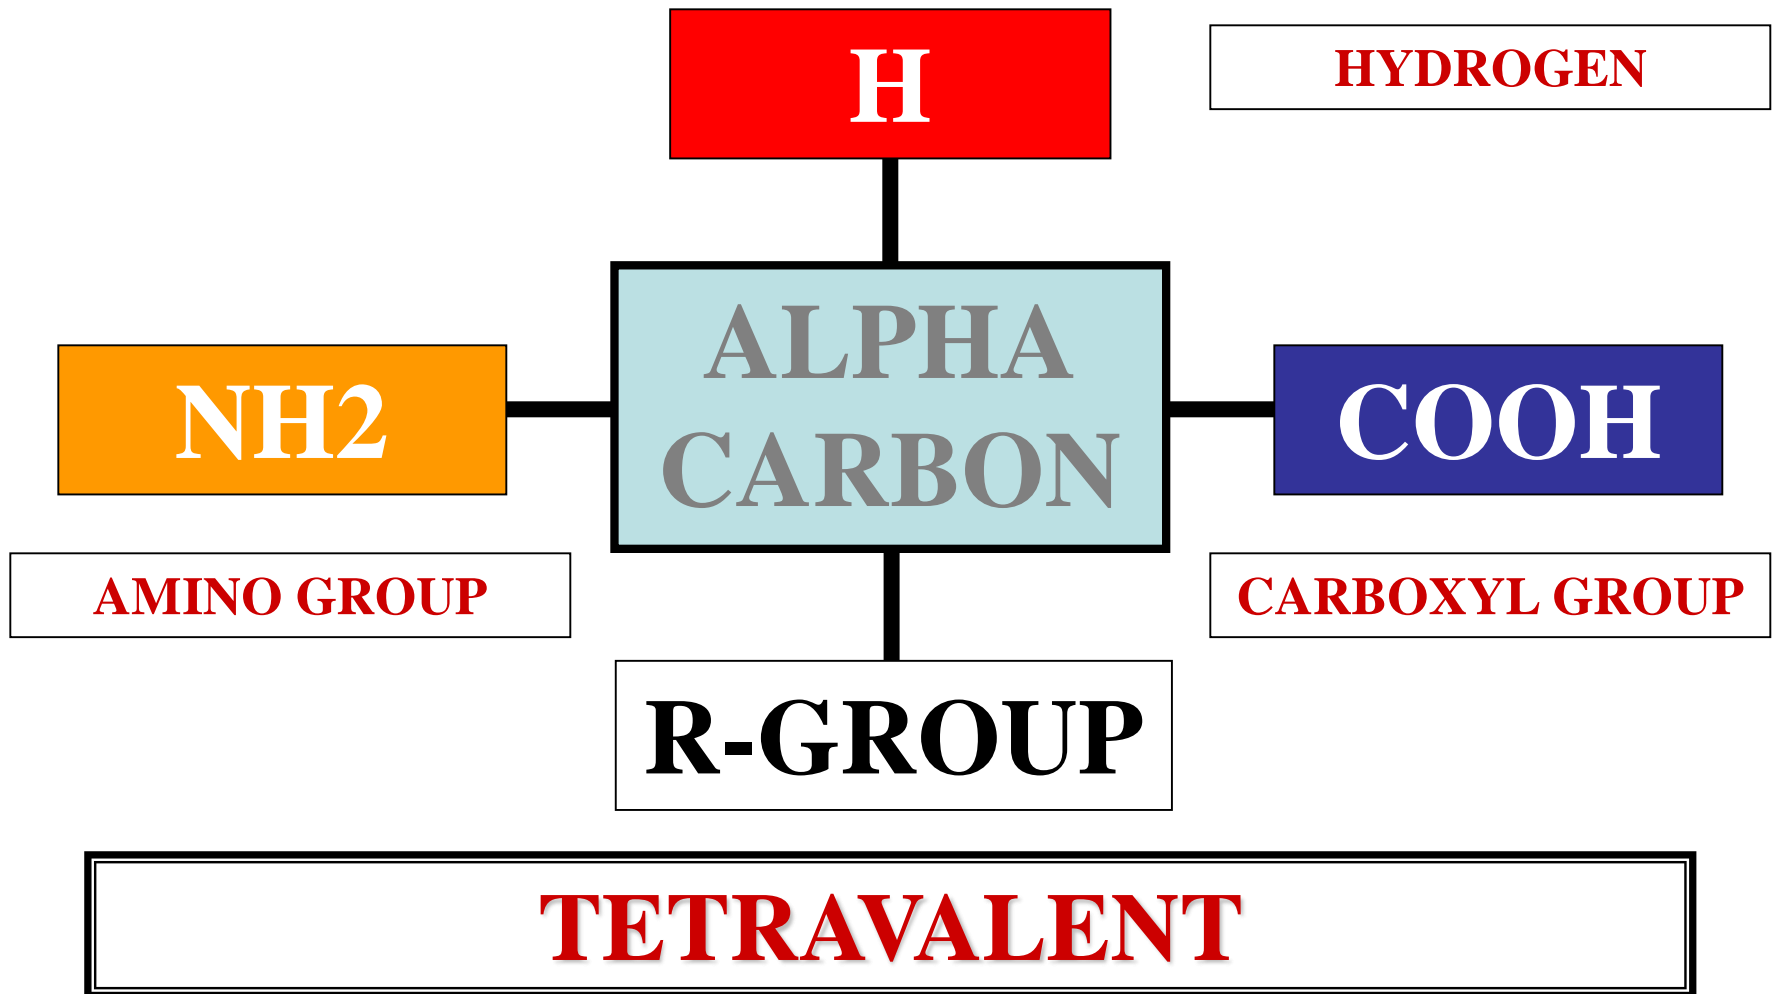 H
HYDROGEN
ALPHA
CARBON
NH2
COOH
AMINO GROUP
CARBOXYL GROUP
R-GROUP
TETRAVALENT